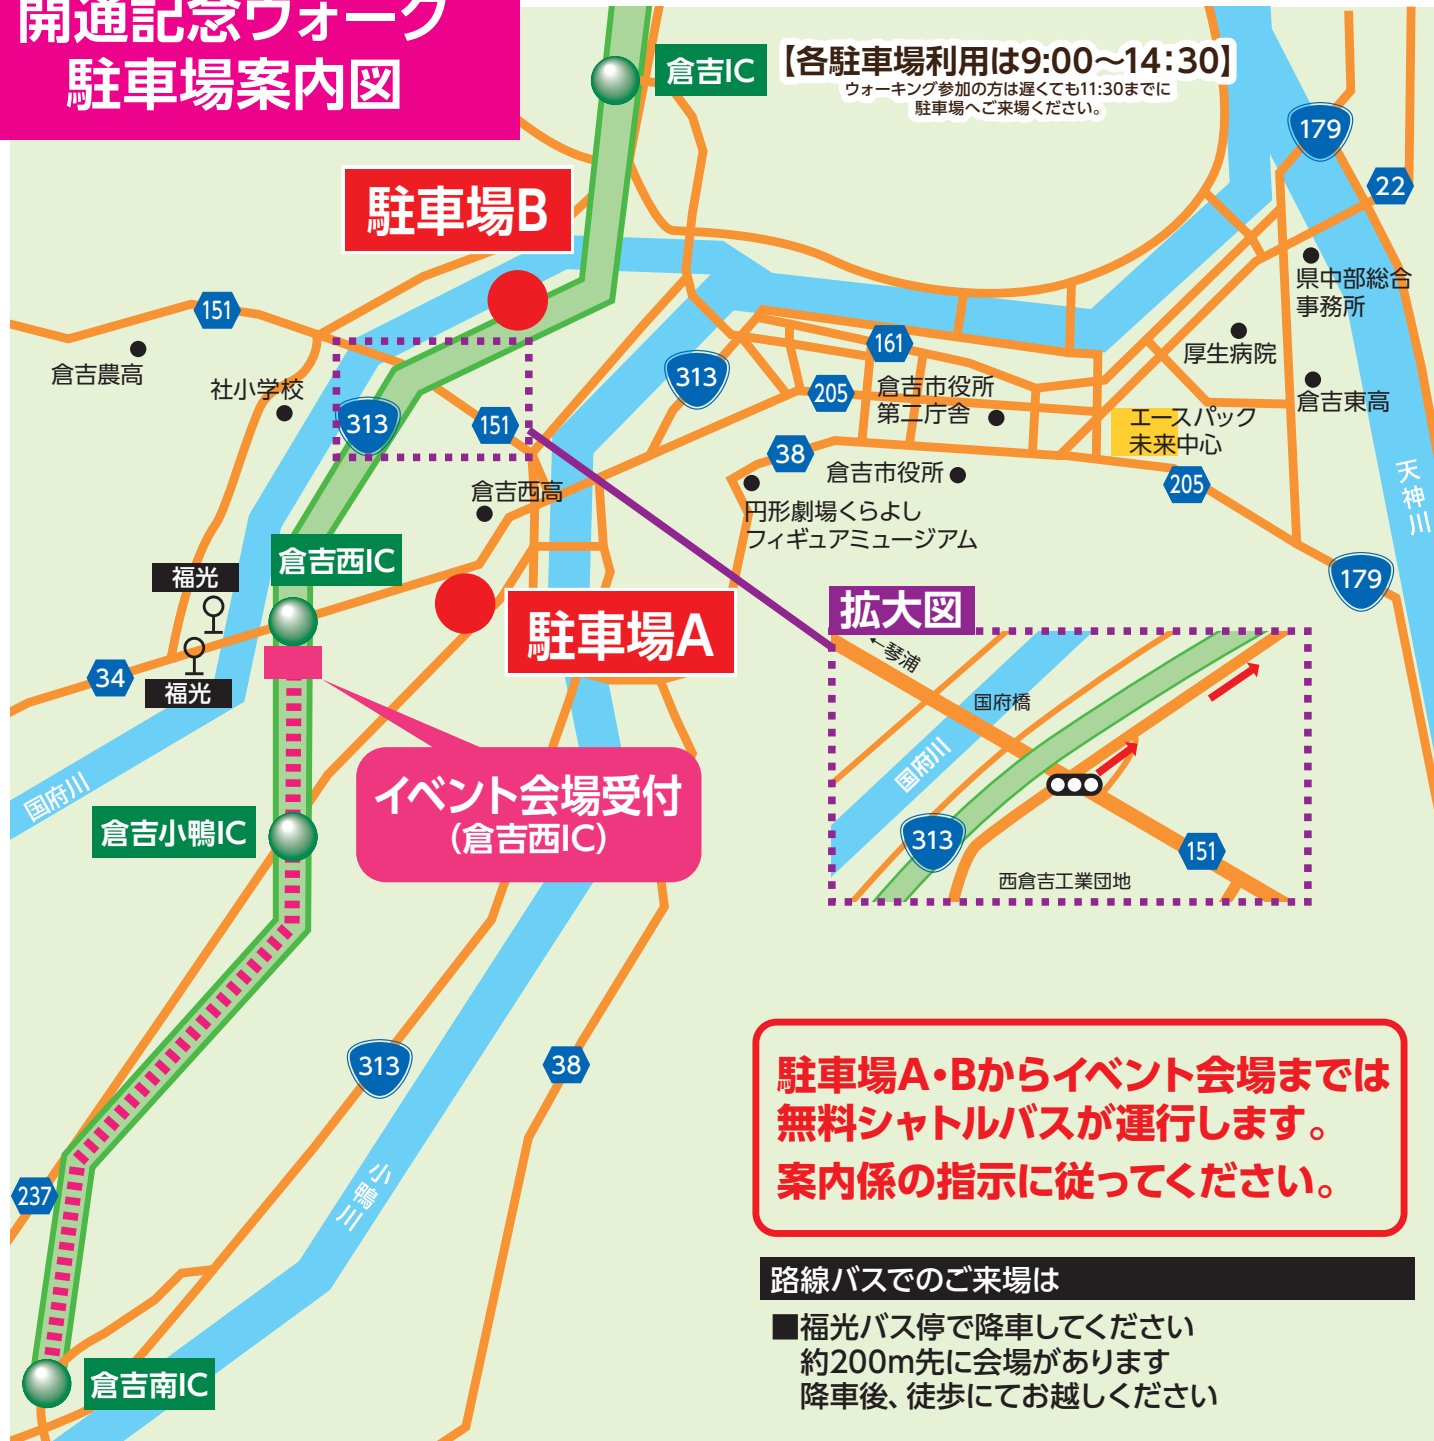 開通記念ウォーク
駐車場案内図
倉吉IC
【各駐車場利用は9:00〜14:30】
ウォーキング参加の方は遅くても11:30までに
駐車場へご来場ください。
179
22
駐車場B
県中部総合
事務所
151
倉吉農高
社小学校
313
151
313
161
205
倉吉市役所
第二庁舎
厚生病院
倉吉東高
エースパック
未来中心
38
倉吉市役所
205
天神川
倉吉西高
円形劇場くらよし
フィギュアミュージアム
倉吉西IC
福光
179
駐車場A
拡大図
34
福光
←琴浦
国府橋
国府川
313
151
西倉吉工業団地
国府川
イベント会場受付
(倉吉西IC)
倉吉小鴨IC
313
38
小鴨川
237
倉吉南IC
駐車場A・Bからイベント会場までは
無料シャトルバスが運行します。
案内係の指示に従ってください。
路線バスでのご来場は
■福光バス停で降車してください
約200m先に会場があります
降車後、徒歩にてお越しください